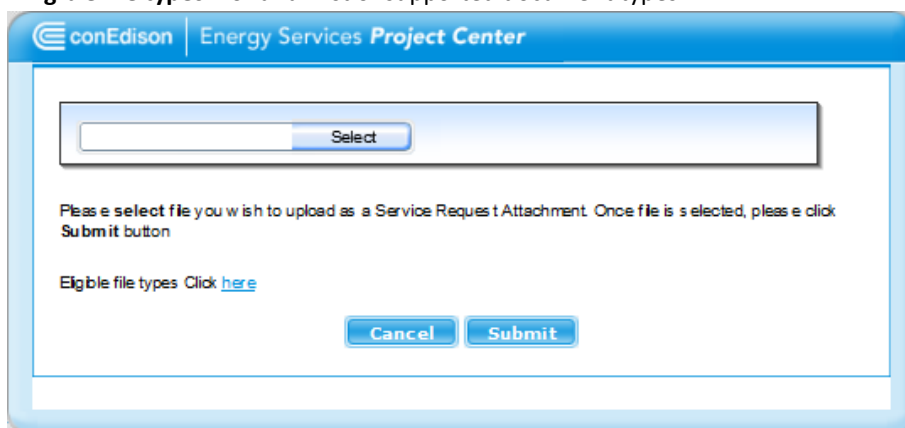 conEdison Energy Services Project Center
Select
Please select file you wish to upload as a Service Request Attachment. Once file is selected, please click
Submit button
Eligible file types Click here
Cancel Submit